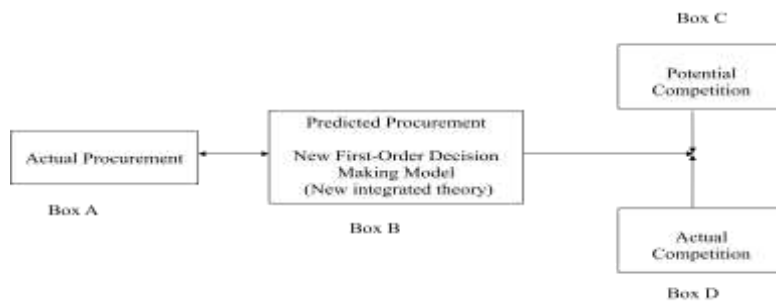 Box C
Potential
Competition
Predicted Procurement
New First-Order Decision
Making Model
(New integrated theory)
Actual Procurement
Box A
Box B
Actual
Competition
Box D